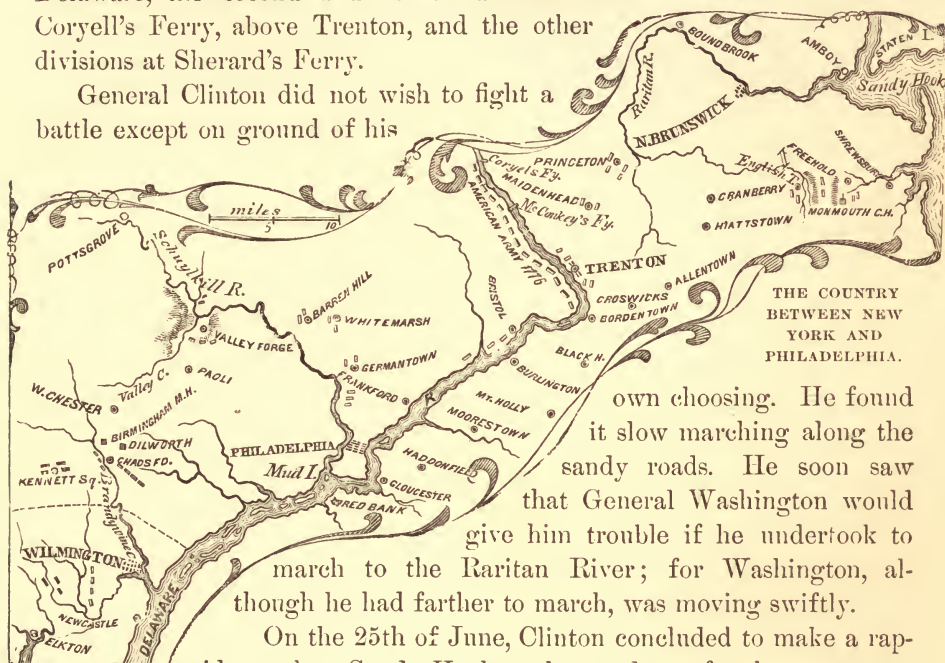 Coryell's Ferry, above Trenton, and the other
divisions at Sherard's Ferry.
General Clinton did not wish to fight a
battle except on ground of his
BOUNDBROOK
AMBOY
STATEN I.
Sandy Hook
Raritan R.
N.BRUNSWICK
SHREWSBURY
FREEHOLD
English T.
MONMOUTH C.H.
PRINCETON
Coryels Fy.
MAIDENHEAD
McConkey's Fy.
CRANBERRY
HIATTSTOWN
AMERICAN ARMY 1776
TRENTON
ALLENTOWN
CROSWICKS
BORDENTOWN
miles
5 10
POTTSGROVE
Schuylkill R.
BARREN HILL
WHITEMARSH
BRISTOL
VALLEY FORGE
GERMANTOWN
BLACK H.
BURLINGTON
Valley C.
PAOLI
FRANKFORD
R
MT. HOLLY
W. CHESTER
MOORESTOWN
BIRMINGHAM M.H.
DILWORTH
CHADS FD.
PHILADELPHIA
Mud I.
HADDONFIELD
KENNETT Sq.
GLOUCESTER
RED BANK
Brandywine C.
WILMINGTON
NEWCASTLE
ELKTON
DELAWARE
THE COUNTRY
BETWEEN NEW
YORK AND
PHILADELPHIA.
own choosing. He found
it slow marching along the
sandy roads. He soon saw
that General Washington would
give him trouble if he undertook to
march to the Raritan River; for Washington, al-
though he had farther to march, was moving swiftly.
On the 25th of June, Clinton concluded to make a rap-